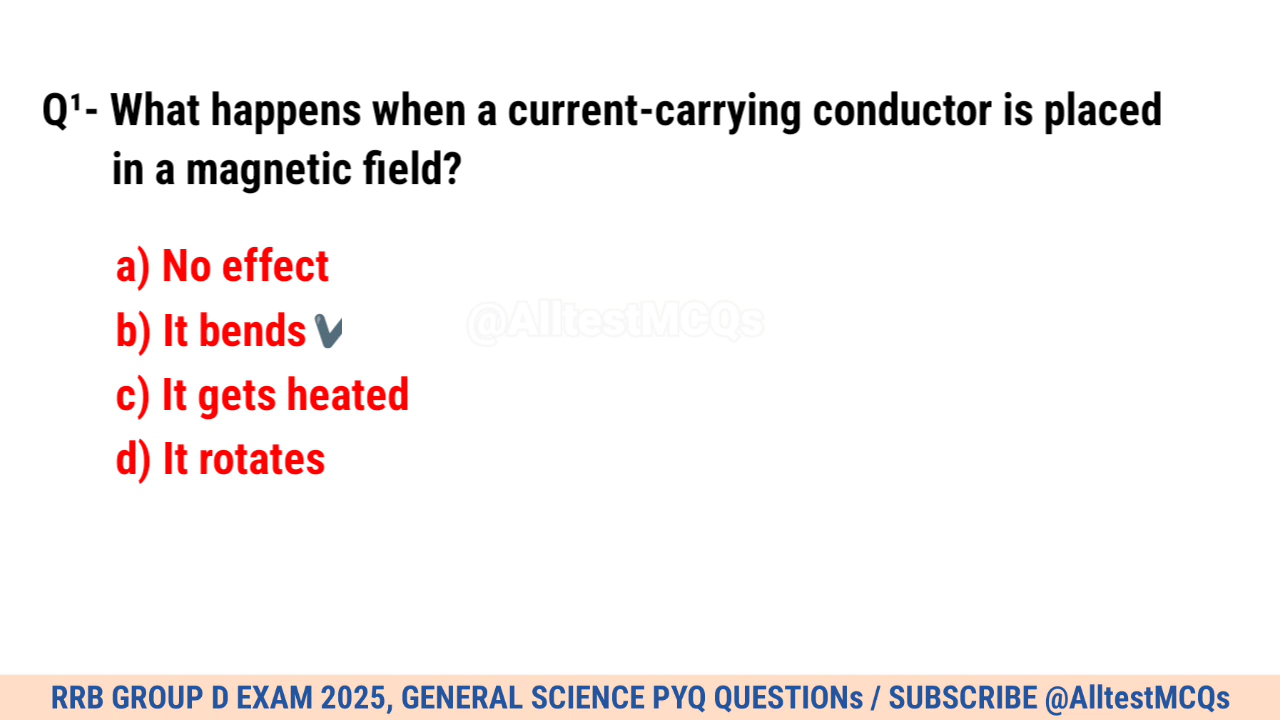 Q¹- What happens when a current-carrying conductor is placed
in a magnetic field?
a) No effect
b) It bends ✔
@AlltestMCQs
c) It gets heated
d) It rotates
RRB GROUP D EXAM 2025, GENERAL SCIENCE PYQ QUESTIONs / SUBSCRIBE @AlltestMCQs